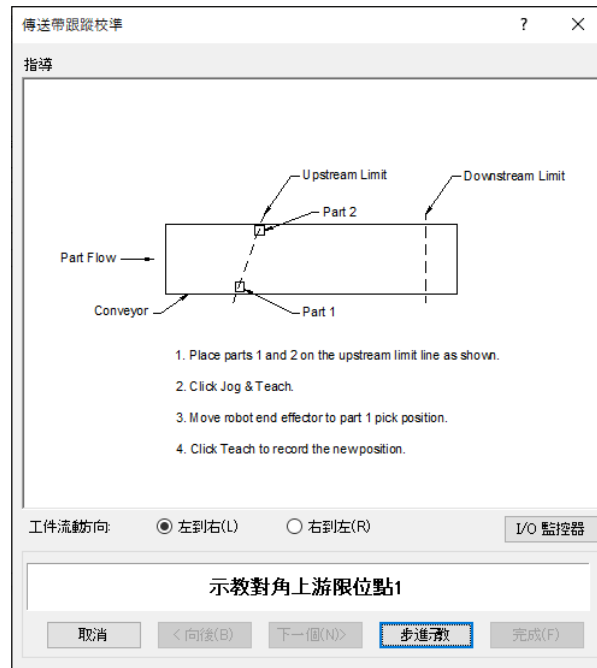 傳送帶跟蹤校準
?
指導
Upstream Limit
Downstream Limit
Part 2
Part Flow
Conveyor
Part 1
1. Place parts 1 and 2 on the upstream limit line as shown.
2. Click Jog & Teach.
3. Move robot end effector to part 1 pick position.
4. Click Teach to record the newposition.
工件流動方向:
左到右(L)
右到左(R)
I/O 監控器
示教對角上游限位點1
取消
< 向後(B)
下一個(N)>
步進示教
完成(F)